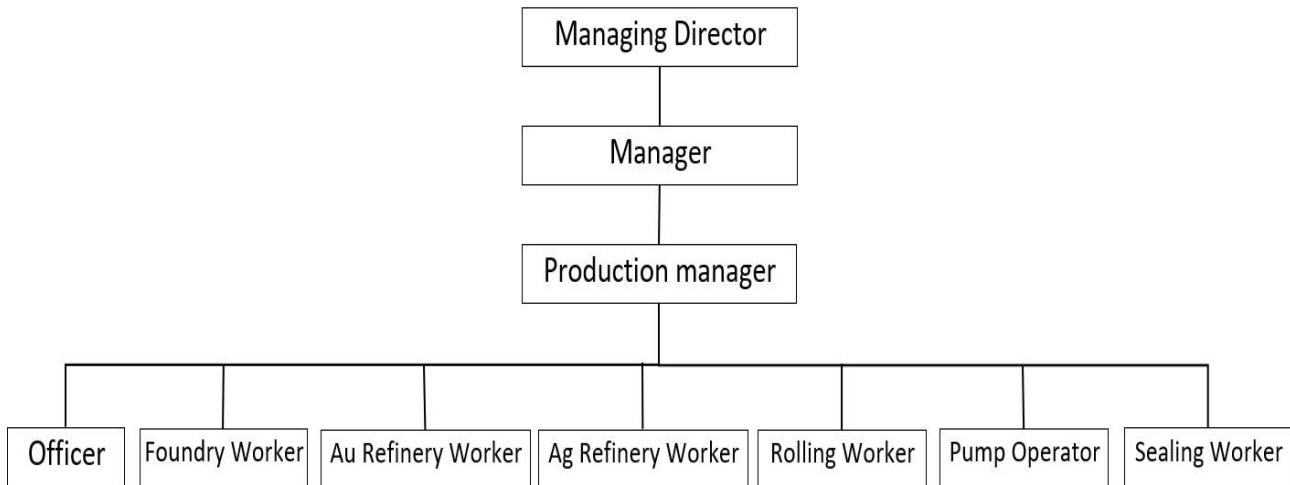 Managing Director
Manager
Production manager
Officer
Foundry Worker
Au Refinery Worker
Ag Refinery Worker
Rolling Worker
Pump Operator
Sealing Worker